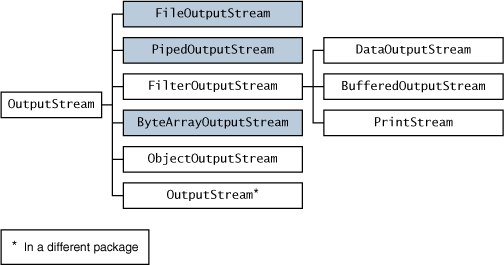 FileOutputStream
PipedOutputStream
DataOutputStream
FilterOutputStream
BufferedOutputStream
OutputStream
ByteArrayOutputStream
PrintStream
ObjectOutputStream
OutputStream*
* In a different package